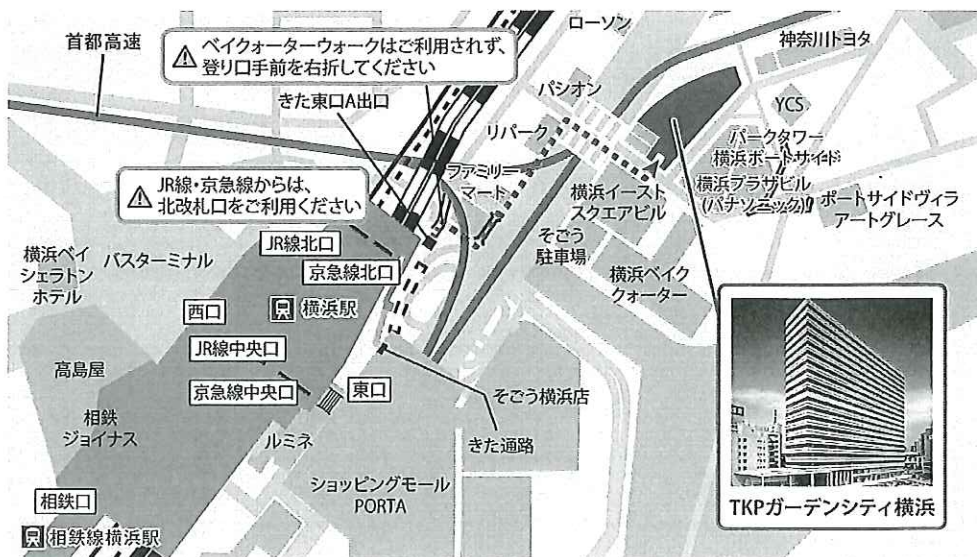 首都高速
ベイクォーターウォークはご利用されず、
登り口手前を右折してください
ローソン
神奈川トヨタ
きた東口A出口
パシオン
YCS
リパーク
パークタワー
横浜ポートサイド
ファミリー
マート
JR線・京急線からは、
北改札口をご利用ください
横浜イースト
スクエアビル
横浜プラザビル
(パナソニック)
ポートサイドヴィラ
アートグレース
JR線北口
そごう
駐車場
横浜ベイ
シェラトン
ホテル
バスターミナル
京急線北口
横浜ベイク
クォーター
西口
横浜駅
JR線中央口
高島屋
京急線中央口
東口
そごう横浜店
相鉄
ジョイナス
ルミネ
きた通路
ショッピングモール
PORTA
相鉄口
相鉄線横浜駅
TKPガーデンシティ横浜